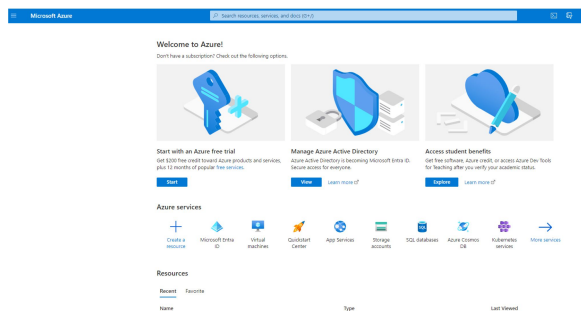 Microsoft Azure
Search resources, services, and docs (G+/)
Welcome to Azure!
Don't have a subscription? Check out the following options.
Start with an Azure free trial
Get $200 free credit toward Azure products and services,
plus 12 months of popular free services.
Start
Manage Azure Active Directory
Azure Active Directory is becoming Microsoft Entra ID.
Secure access for everyone.
View
Learn more
Access student benefits
Get free software, Azure credit, or access Azure Dev Tools
for Teaching after you verify your academic status.
Explore
Learn more
Azure services
Create a
resource
Microsoft Entra
ID
Virtual
machines
Quickstart
Center
App Services
Storage
accounts
SQL
SQL databases
Azure Cosmos
DB
Kubernetes
services
More services
Resources
Recent
Favorite
Name
Type
Last Viewed